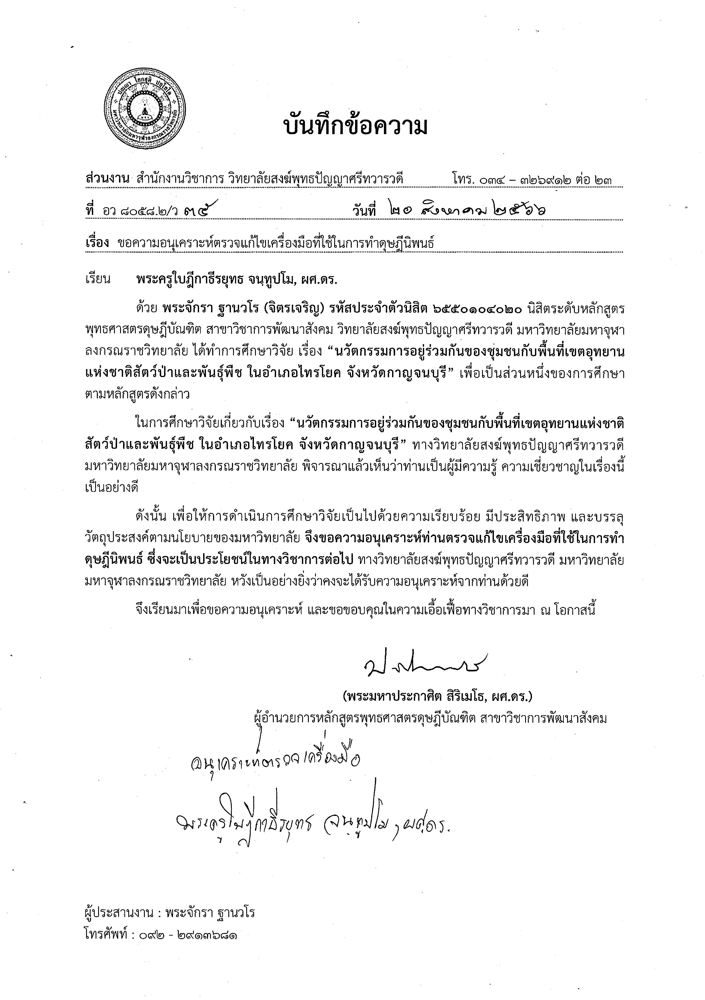 ปญฺญา โลกสฺมิ ปชฺโชโต
มหาวิทยาลัยมหาจุฬาลงกรณราชวิทยาลัย
บันทึกข้อความ
ส่วนงาน สำนักงานวิชาการ วิทยาลัยสงฆ์พุทธปัญญาศรีทวารวดี โทร. ๐๓๔ – ๓๒๖๙๑๒ ต่อ ๒๓
ที่ อว ๘๐๕๘.๒/ว ๓๕ วันที่ ๒๐ สิงหาคม ๒๕๖๖
เรื่อง ขอความอนุเคราะห์ตรวจแก้ไขเครื่องมือที่ใช้ในการทำดุษฎีนิพนธ์
เรียน พระครูใบฎีกาธีรยุทธ จนฺทูปโม, ผศ.ดร.
ด้วย พระจักรา ฐานวโร (จิตรเจริญ) รหัสประจำตัวนิสิต ๖๕๕๐๑๐๔๐๒๐ นิสิตระดับหลักสูตร
พุทธศาสตรดุษฎีบัณฑิต สาขาวิชาการพัฒนาสังคม วิทยาลัยสงฆ์พุทธปัญญาศรีทวาราวดี มหาวิทยาลัยมหาจุฬา
ลงกรณราชวิทยาลัย ได้ทำการศึกษาวิจัย เรื่อง “นวัตกรรมการอยู่ร่วมกันของชุมชนกับพื้นที่เขตอุทยาน
แห่งชาติสัตว์ป่าและพันธุ์พืช ในอำเภอไทรโยค จังหวัดกาญจนบุรี” เพื่อเป็นส่วนหนึ่งของการศึกษา
ตามหลักสูตรดังกล่าว
ในการศึกษาวิจัยเกี่ยวกับเรื่อง “นวัตกรรมการอยู่ร่วมกันของชุมชนกับพื้นที่เขตอุทยานแห่งชาติ
สัตว์ป่าและพันธุ์พืช ในอำเภอไทรโยค จังหวัดกาญจนบุรี” ทางวิทยาลัยสงฆ์พุทธปัญญาศรีทวารวดี
มหาวิทยาลัยมหาจุฬาลงกรณราชวิทยาลัย พิจารณาแล้วเห็นว่าท่านเป็นผู้มีความรู้ ความเชี่ยวชาญในเรื่องนี้
เป็นอย่างดี
ดังนั้น เพื่อให้การดำเนินการศึกษาวิจัยเป็นไปด้วยความเรียบร้อย มีประสิทธิภาพ และบรรลุ
วัตถุประสงค์ตามนโยบายของมหาวิทยาลัย จึงขอความอนุเคราะห์ท่านตรวจแก้ไขเครื่องมือที่ใช้ในการทำ
ดุษฎีนิพนธ์ ซึ่งจะเป็นประโยชน์ในทางวิชาการต่อไป ทางวิทยาลัยสงฆ์พุทธปัญญาศรีทวาราวดี มหาวิทยาลัย
มหาจุฬาลงกรณราชวิทยาลัย หวังเป็นอย่างยิ่งว่าคงจะได้รับความอนุเคราะห์จากท่านด้วยดี
จึงเรียนมาเพื่อขอความอนุเคราะห์ และขอขอบคุณในความเอื้อเฟื้อทางวิชาการมา ณ โอกาสนี้
(พระมหาประกาศิต สิริเมโธ, ผศ.ดร.)
ผู้อำนวยการหลักสูตรพุทธศาสตรดุษฎีบัณฑิต สาขาวิชาการพัฒนาสังคม
อนุเคราะห์ตรวจเครื่องมือ
พระครูใบฎีกาธีรยุทธ จนฺทูปโม, ผศ.ดร.
ผู้ประสานงาน : พระจักรา ฐานวโร
โทรศัพท์ : ๐๙๒ - ๒๙๑๓๖๘๑